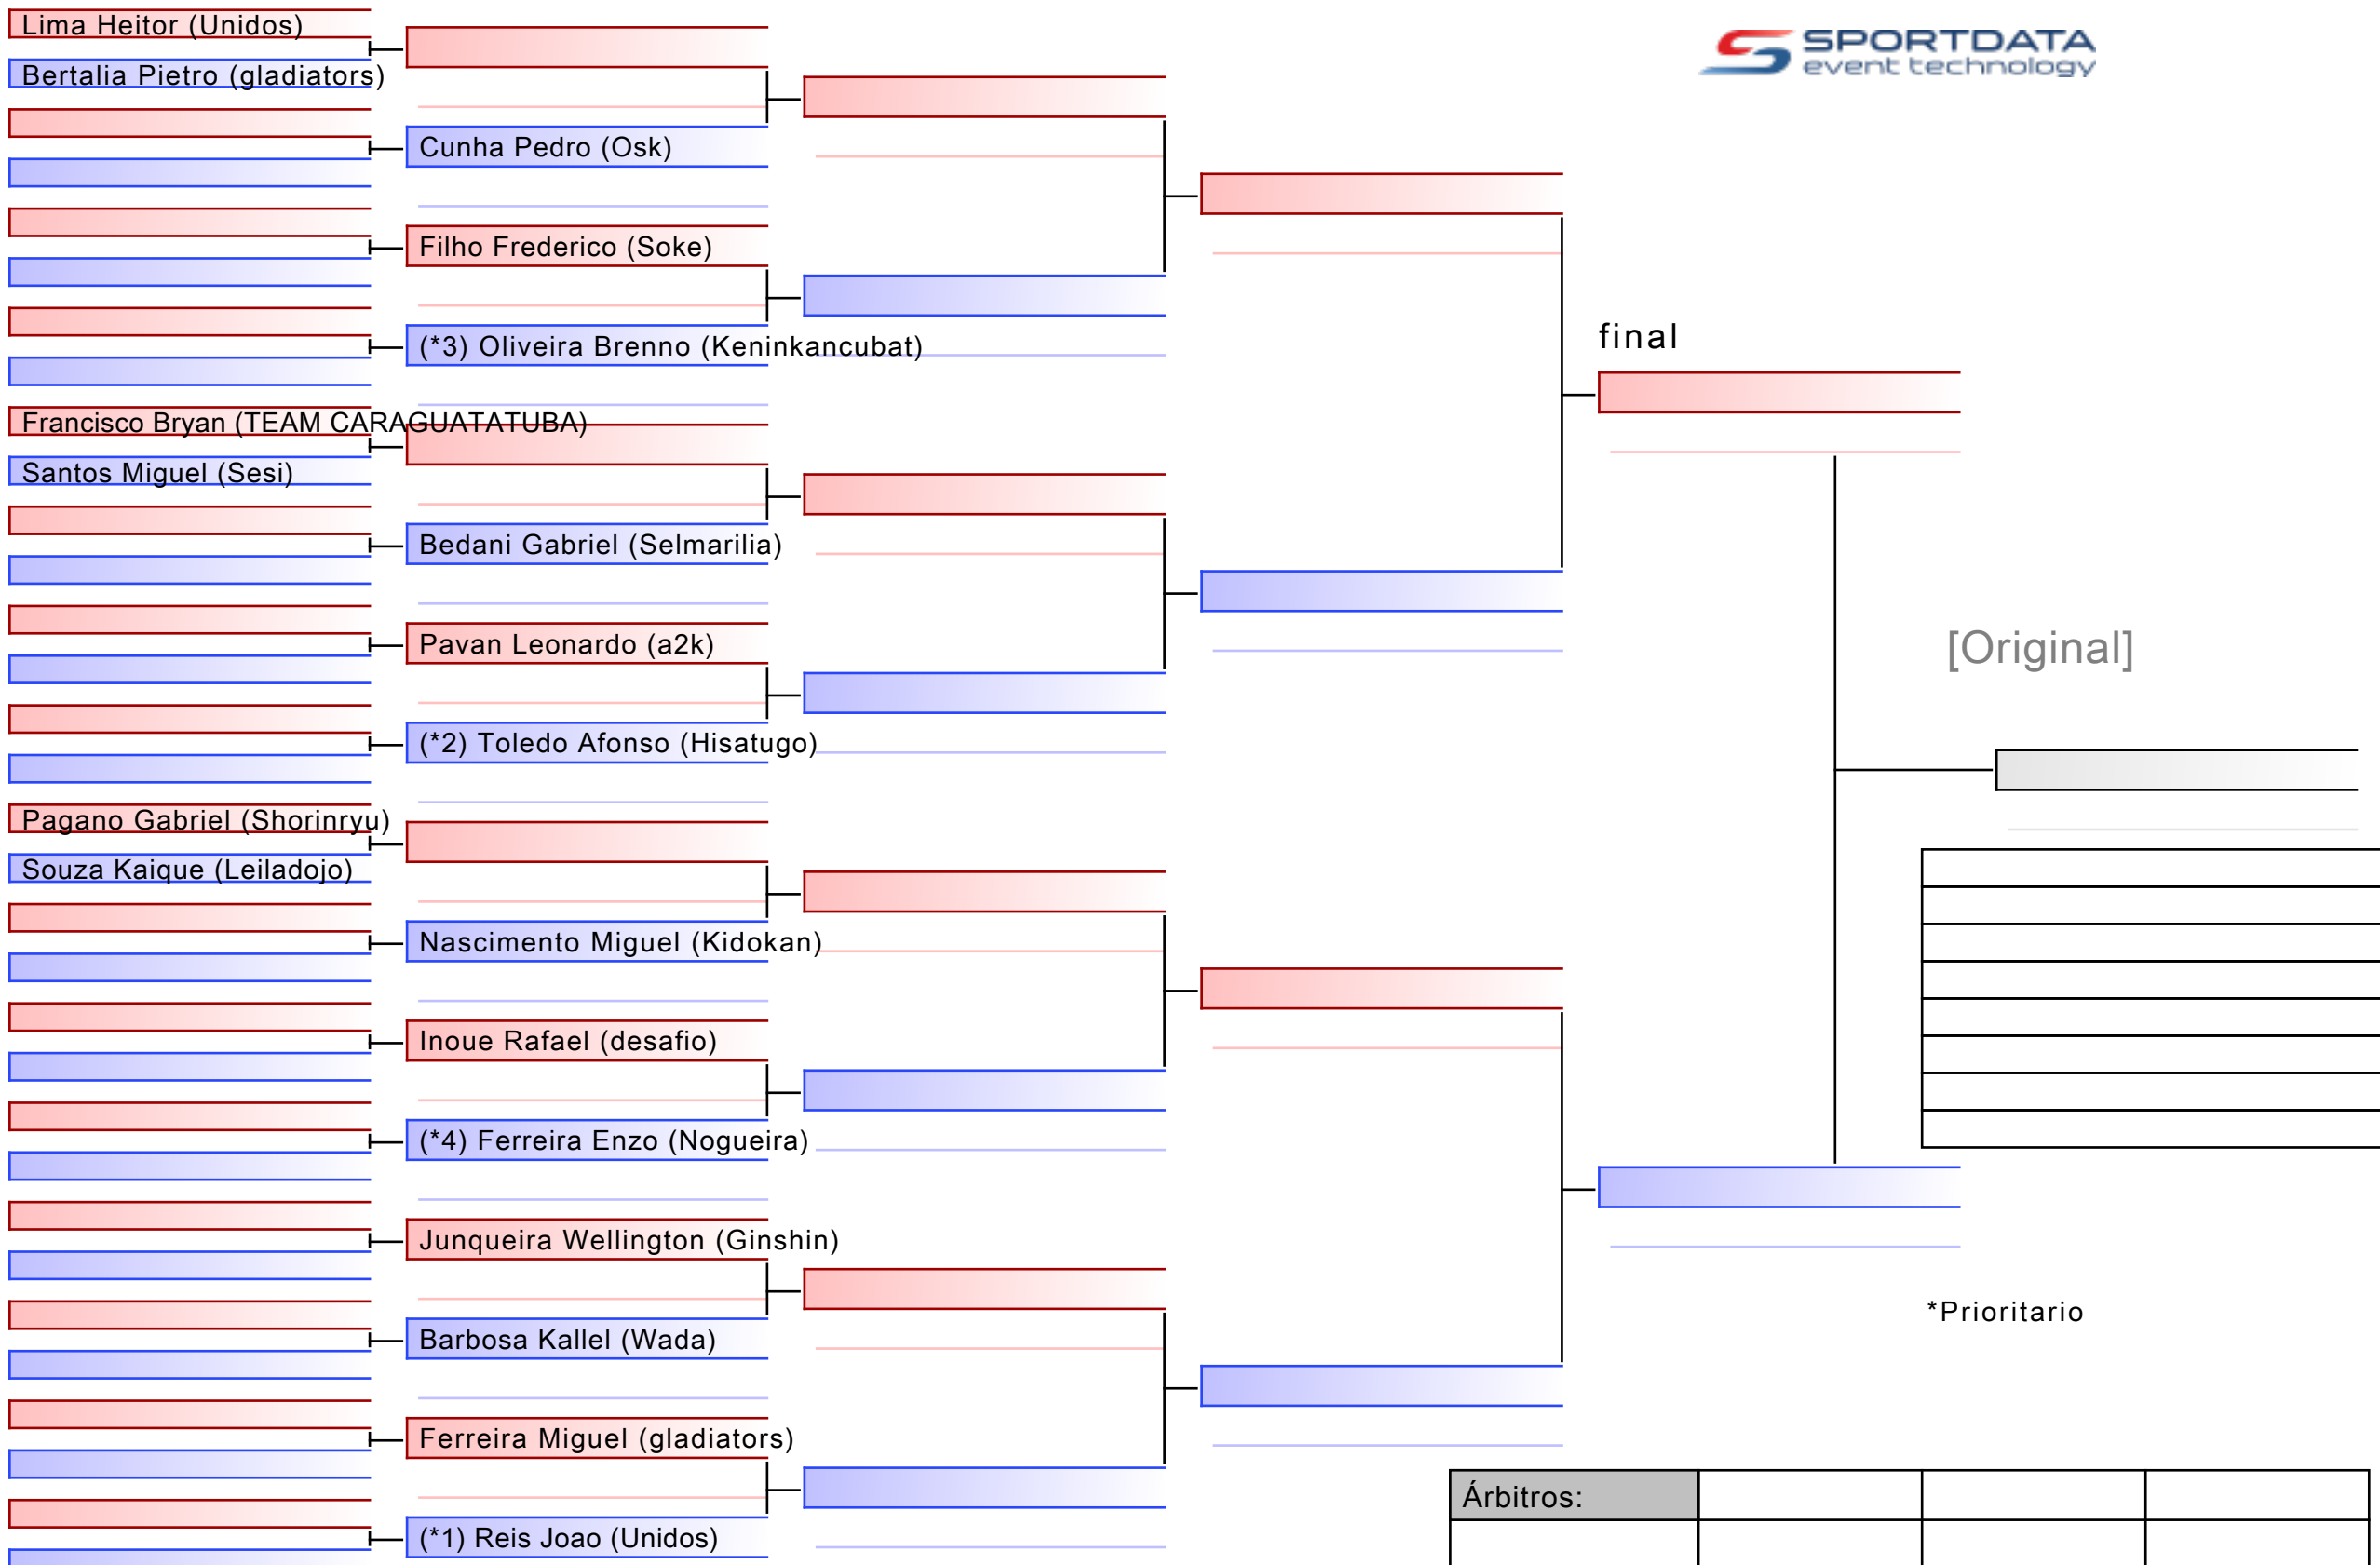 Lima Heitor (Unidos)
Bertalia Pietro (gladiators)
Francisco Bryan (TEAM CARAGUATATUBA)
Santos Miguel (Sesi)
Pagano Gabriel (Shorinryu)
Souza Kaique (Leiladojo)
Cunha Pedro (Osk)
Filho Frederico (Soke)
(*3) Oliveira Brenno (Keninkancubat)
Bedani Gabriel (Selmarilia)
Pavan Leonardo (a2k)
(*2) Toledo Afonso (Hisatugo)
Nascimento Miguel (Kidokan)
Inoue Rafael (desafio)
(*4) Ferreira Enzo (Nogueira)
Junqueira Wellington (Ginshin)
Barbosa Kallel (Wada)
Ferreira Miguel (gladiators)
(*1) Reis Joao (Unidos)
SPORTDATA
event technology
final
[Original]
*Prioritario
Árbitros: